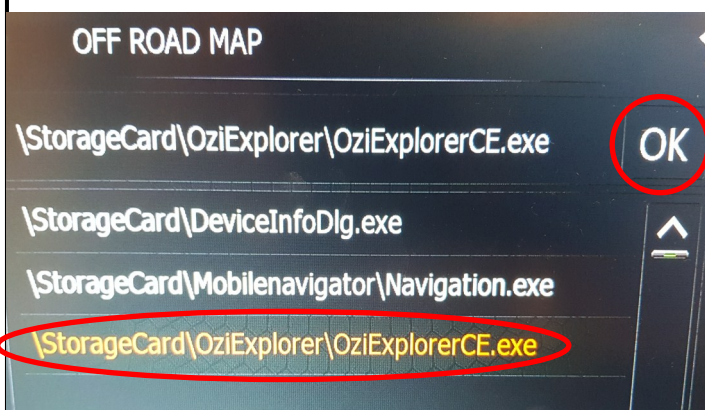 OFF ROAD MAP
\StorageCard\OziExplorer\OziExplorerCE.exe
OK
\StorageCard\DeviceInfoDlg.exe
\StorageCard\Mobilenavigator\Navigation.exe
\StorageCard\OziExplorer\OziExplorerCE.exe